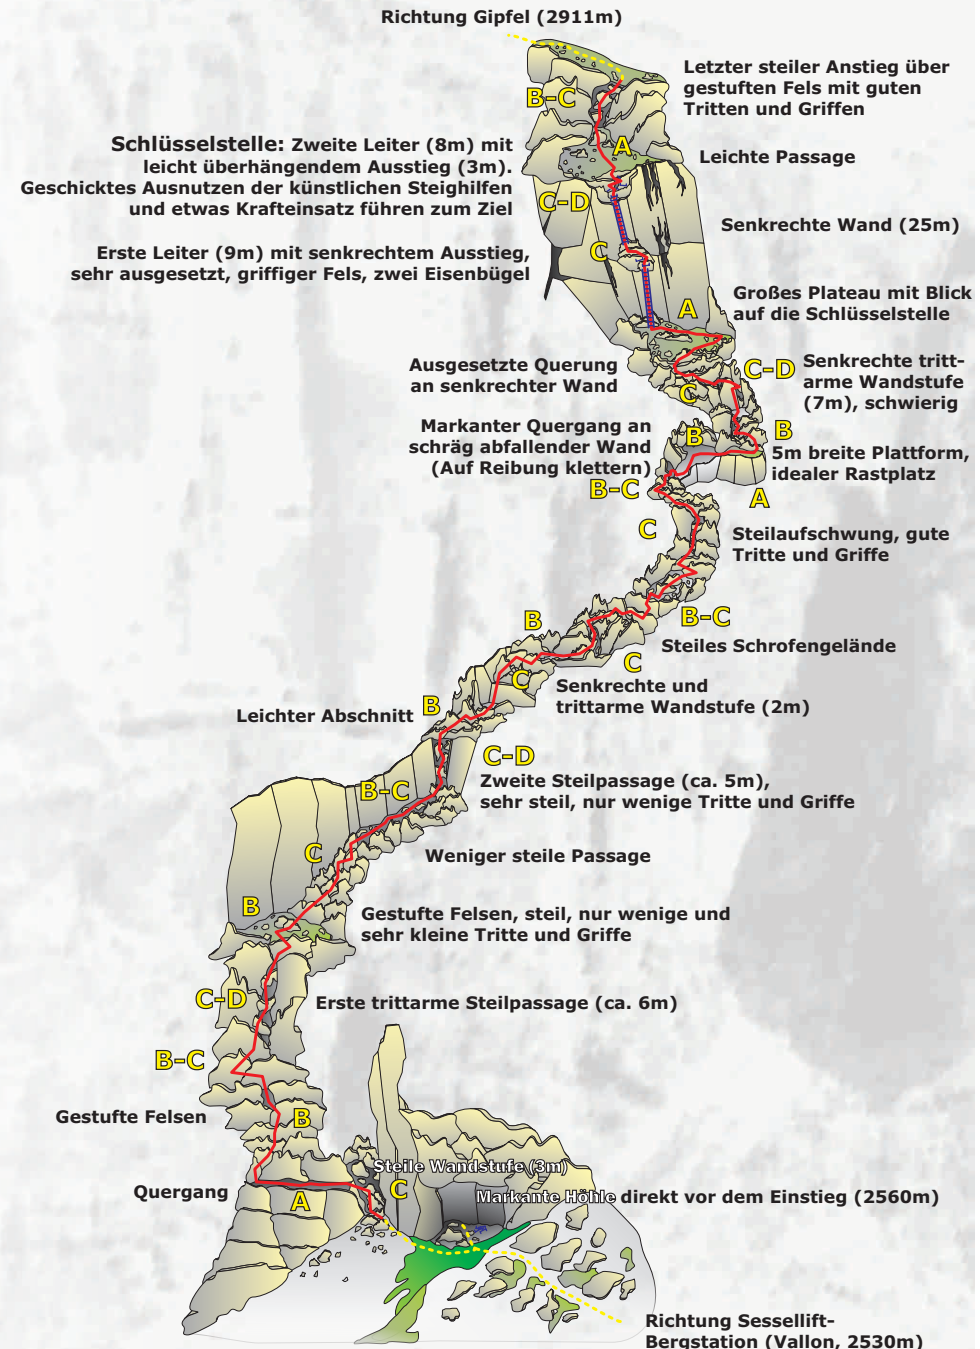 Richtung Gipfel (2911m)
Letzter steiler Anstieg über
gestuften Fels mit guten
Tritten und Griffen
B-C
Schlüsselstelle: Zweite Leiter (8m) mit
leicht überhängendem Ausstieg (3m).
Geschicktes Ausnutzen der künstlichen Steighilfen
und etwas Krafteinsatz führen zum Ziel
A
Leichte Passage
C-D
Senkrechte Wand (25m)
Erste Leiter (9m) mit senkrechtem Ausstieg,
sehr ausgesetzt, griffiger Fels, zwei Eisenbügel
C
Großes Plateau mit Blick
auf die Schlüsselstelle
A
Ausgesetzte Querung
an senkrechter Wand
C
C-D
Senkrechte tritt-
arme Wandstufe
(7m), schwierig
Markanter Quergang an
schräg abfallender Wand
(Auf Reibung klettern)
B
B
5m breite Plattform,
idealer Rastplatz
B-C
A
C
Steilaufschwung, gute
Tritte und Griffe
B-C
B
Steiles Schrofengelände
C
C
Senkrechte und
trittarme Wandstufe (2m)
Leichter Abschnitt
B
C-D
Zweite Steilpassage (ca. 5m),
sehr steil, nur wenige Tritte und Griffe
B-C
C
Weniger steile Passage
B
Gestufte Felsen, steil, nur wenige und
sehr kleine Tritte und Griffe
C-D
Erste trittarme Steilpassage (ca. 6m)
B-C
Gestufte Felsen
B
Steile Wandstufe (3m)
Quergang
A
C
Markante Höhle direkt vor dem Einstieg (2560m)
Richtung Sessellift-
Bergstation (Vallon, 2530m)